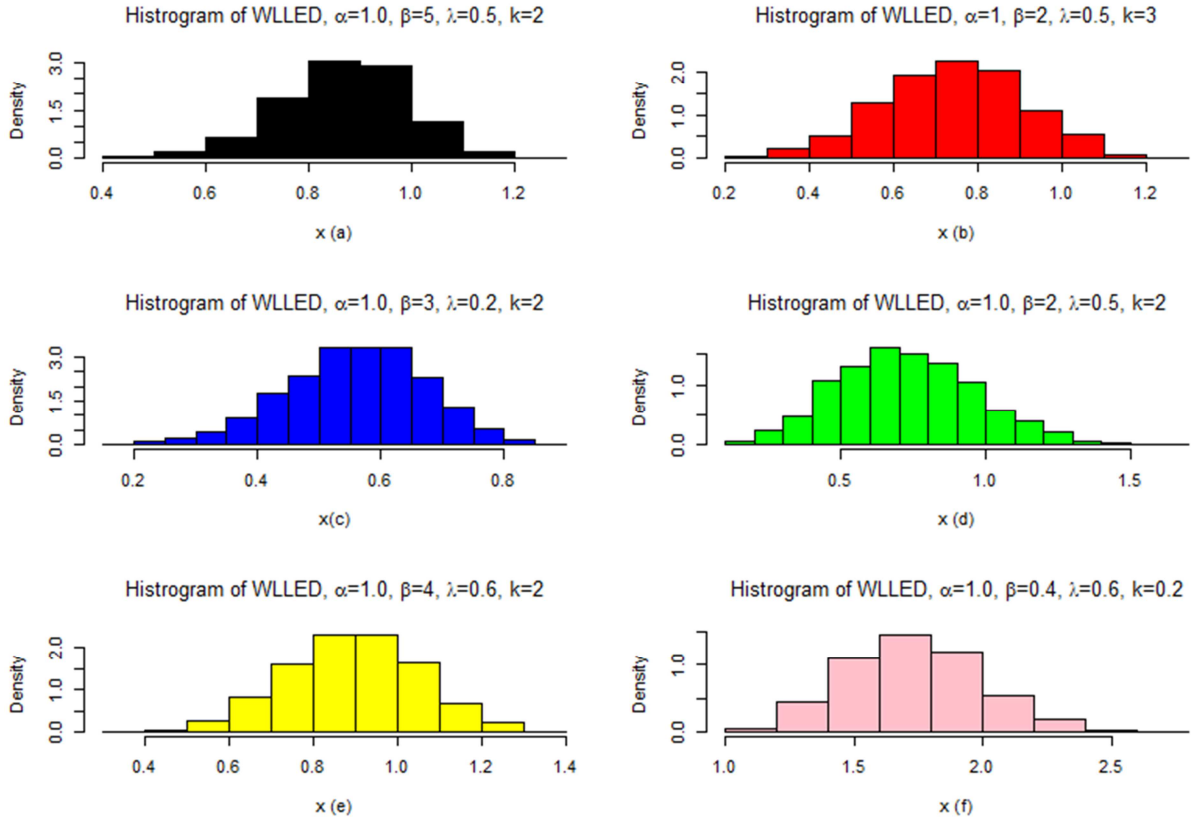 Histrogram of WLLED, α=1.0, β=5, λ=0.5, k=2
Density
0.0 1.5 3.0
0.4 0.6 0.8 1.0 1.2
x (a)
Histrogram of WLLED, α=1, β=2, λ=0.5, k=3
Density
0.0 1.0 2.0
0.2 0.4 0.6 0.8 1.0 1.2
x (b)
Histrogram of WLLED, α=1.0, β=3, λ=0.2, k=2
Density
0.0 1.5 3.0
0.2 0.4 0.6 0.8
x(c)
Histrogram of WLLED, α=1.0, β=2, λ=0.5, k=2
Density
0.0 1.0
0.5 1.0 1.5
x (d)
Histrogram of WLLED, α=1.0, β=4, λ=0.6, k=2
Density
0.0 1.0 2.0
0.4 0.6 0.8 1.0 1.2 1.4
x (e)
Histrogram of WLLED, α=1.0, β=0.4, λ=0.6, k=0.2
Density
0.0 1.0
1.0 1.5 2.0 2.5
x (f)